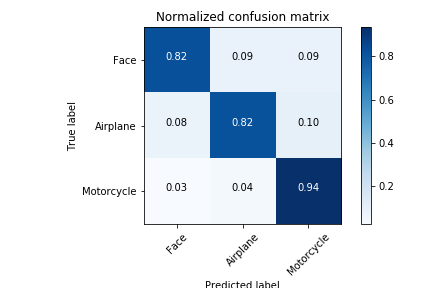 Normalized confusion matrix
Face 0.82 0.09 0.09
Airplane 0.08 0.82 0.10
Motorcycle 0.03 0.04 0.94
Face Airplane Motorcycle
True label
Predicted label
0.8
0.6
0.4
0.2